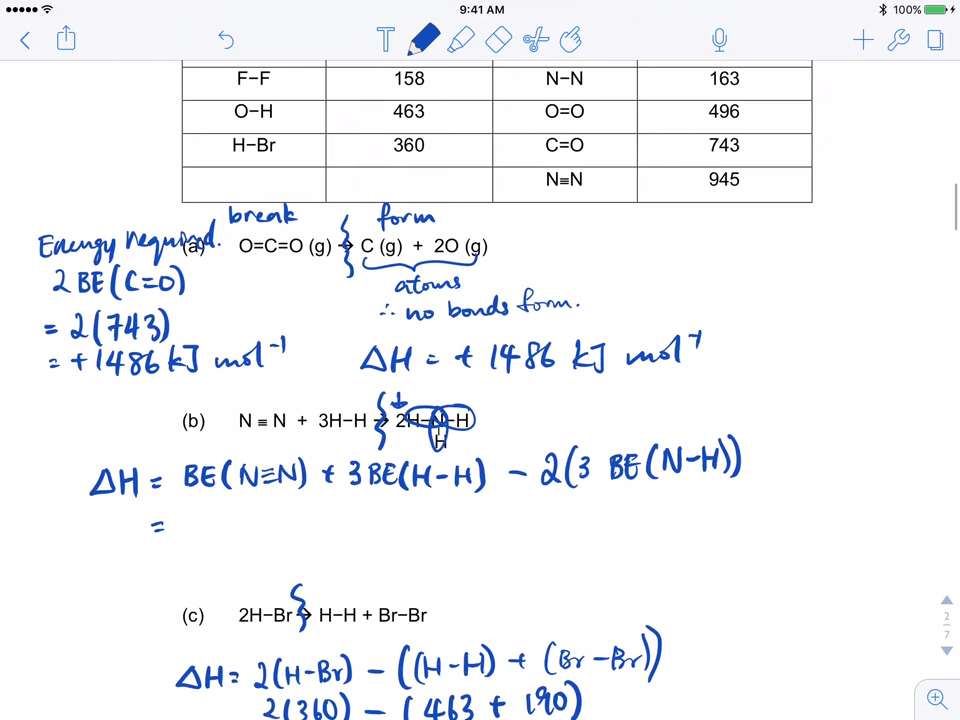 9:41 AM
100%
T
F−F 158 N−N 163
O−H 463 O=O 496
H−Br 360 C=O 743
N≡N 945
break form
Energy required.
(a) O=C=O (g) → C (g) + 2O (g)
2 BE(C=O)
atoms
∴ no bonds form.
= 2(743)
= +1486 kJ mol⁻¹
ΔH = + 1486 kJ mol⁻¹
(b) N ≡ N + 3H−H → 2H−N−H
H
ΔH = BE(N≡N) + 3BE(H-H) - 2(3 BE(N-H))
=
(c) 2H−Br → H−H + Br−Br
ΔH = 2(H-Br) - ((H-H) + (Br-Br))
2(360) - (463 + 190)
2
7